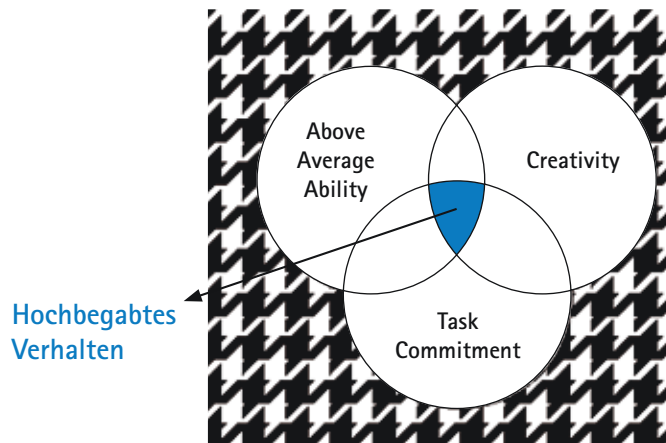 Above
Average
Ability
Creativity
Task
Commitment
Hochbegabtes
Verhalten